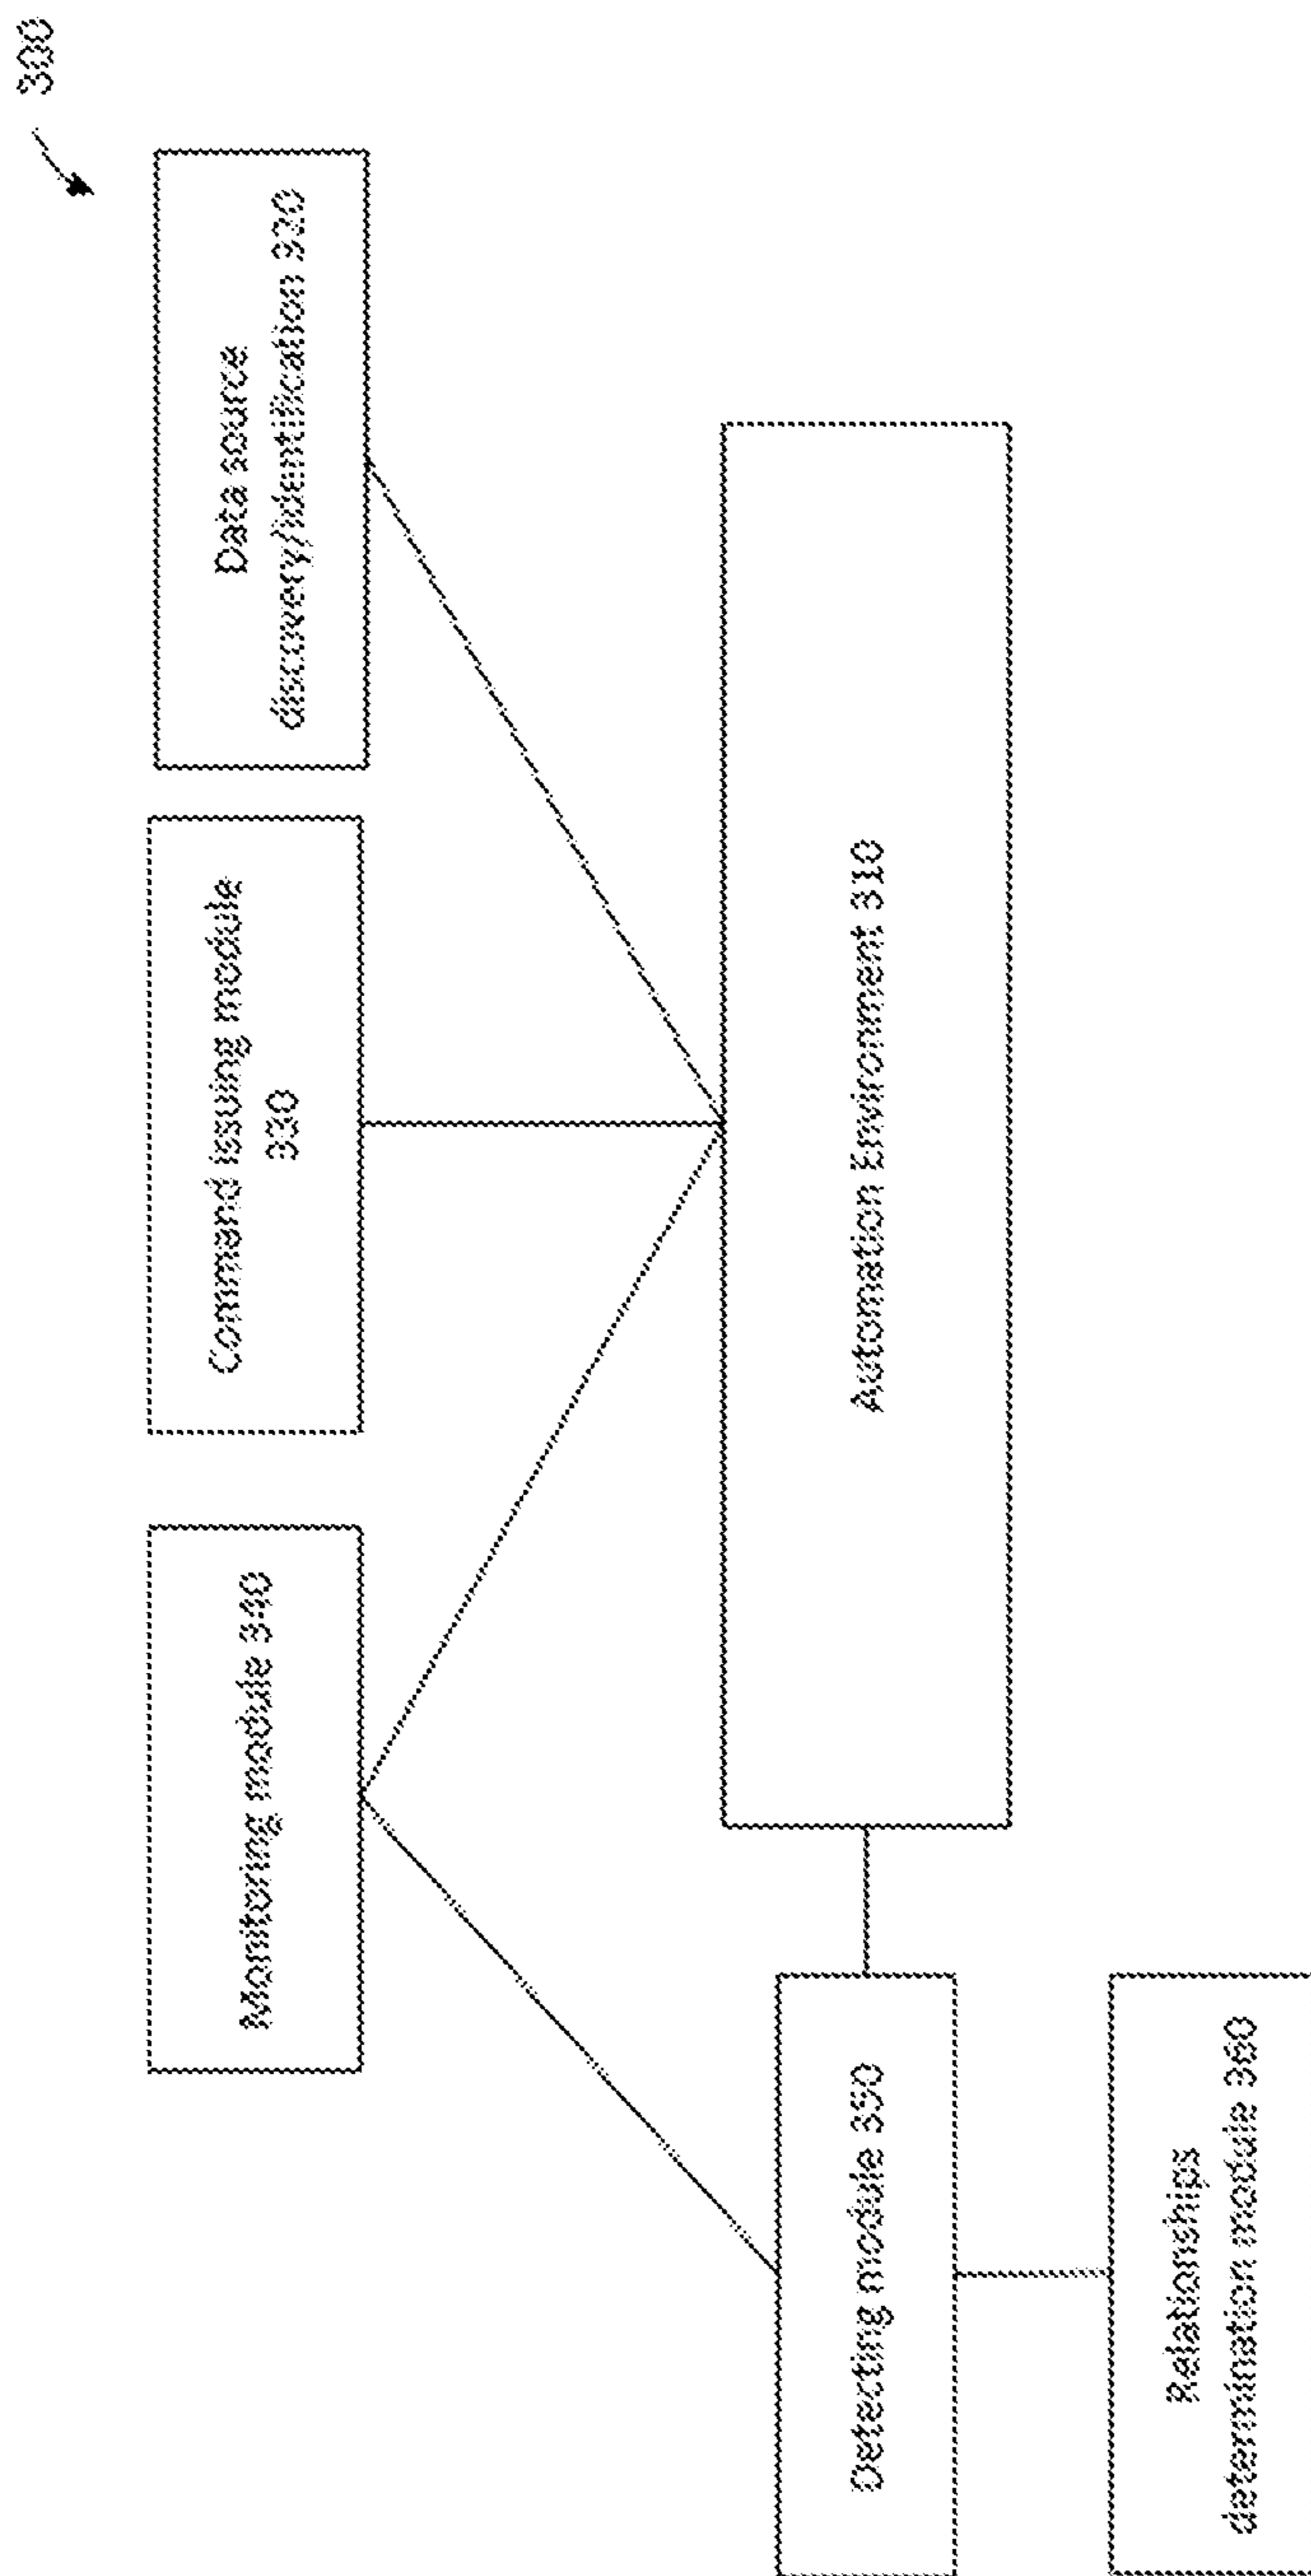 300
Monitoring module 340
Command issuing module
330
Data source
discovery/identification 320
Automation Environment 310
Detecting module 350
Relationships
determination module 360